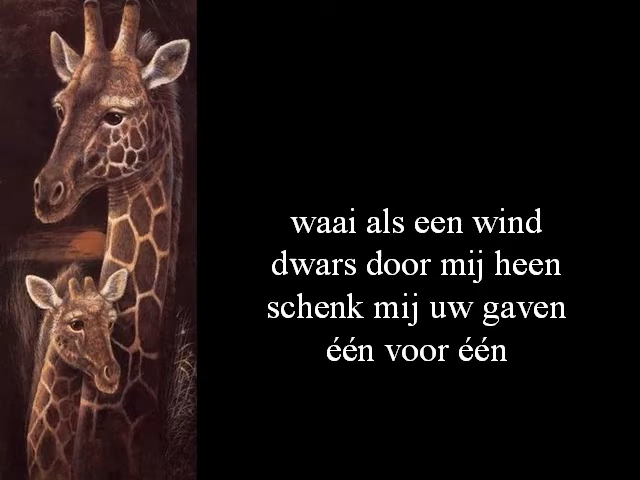 waai als een wind
dwars door mij heen
schenk mij uw gaven
één voor één